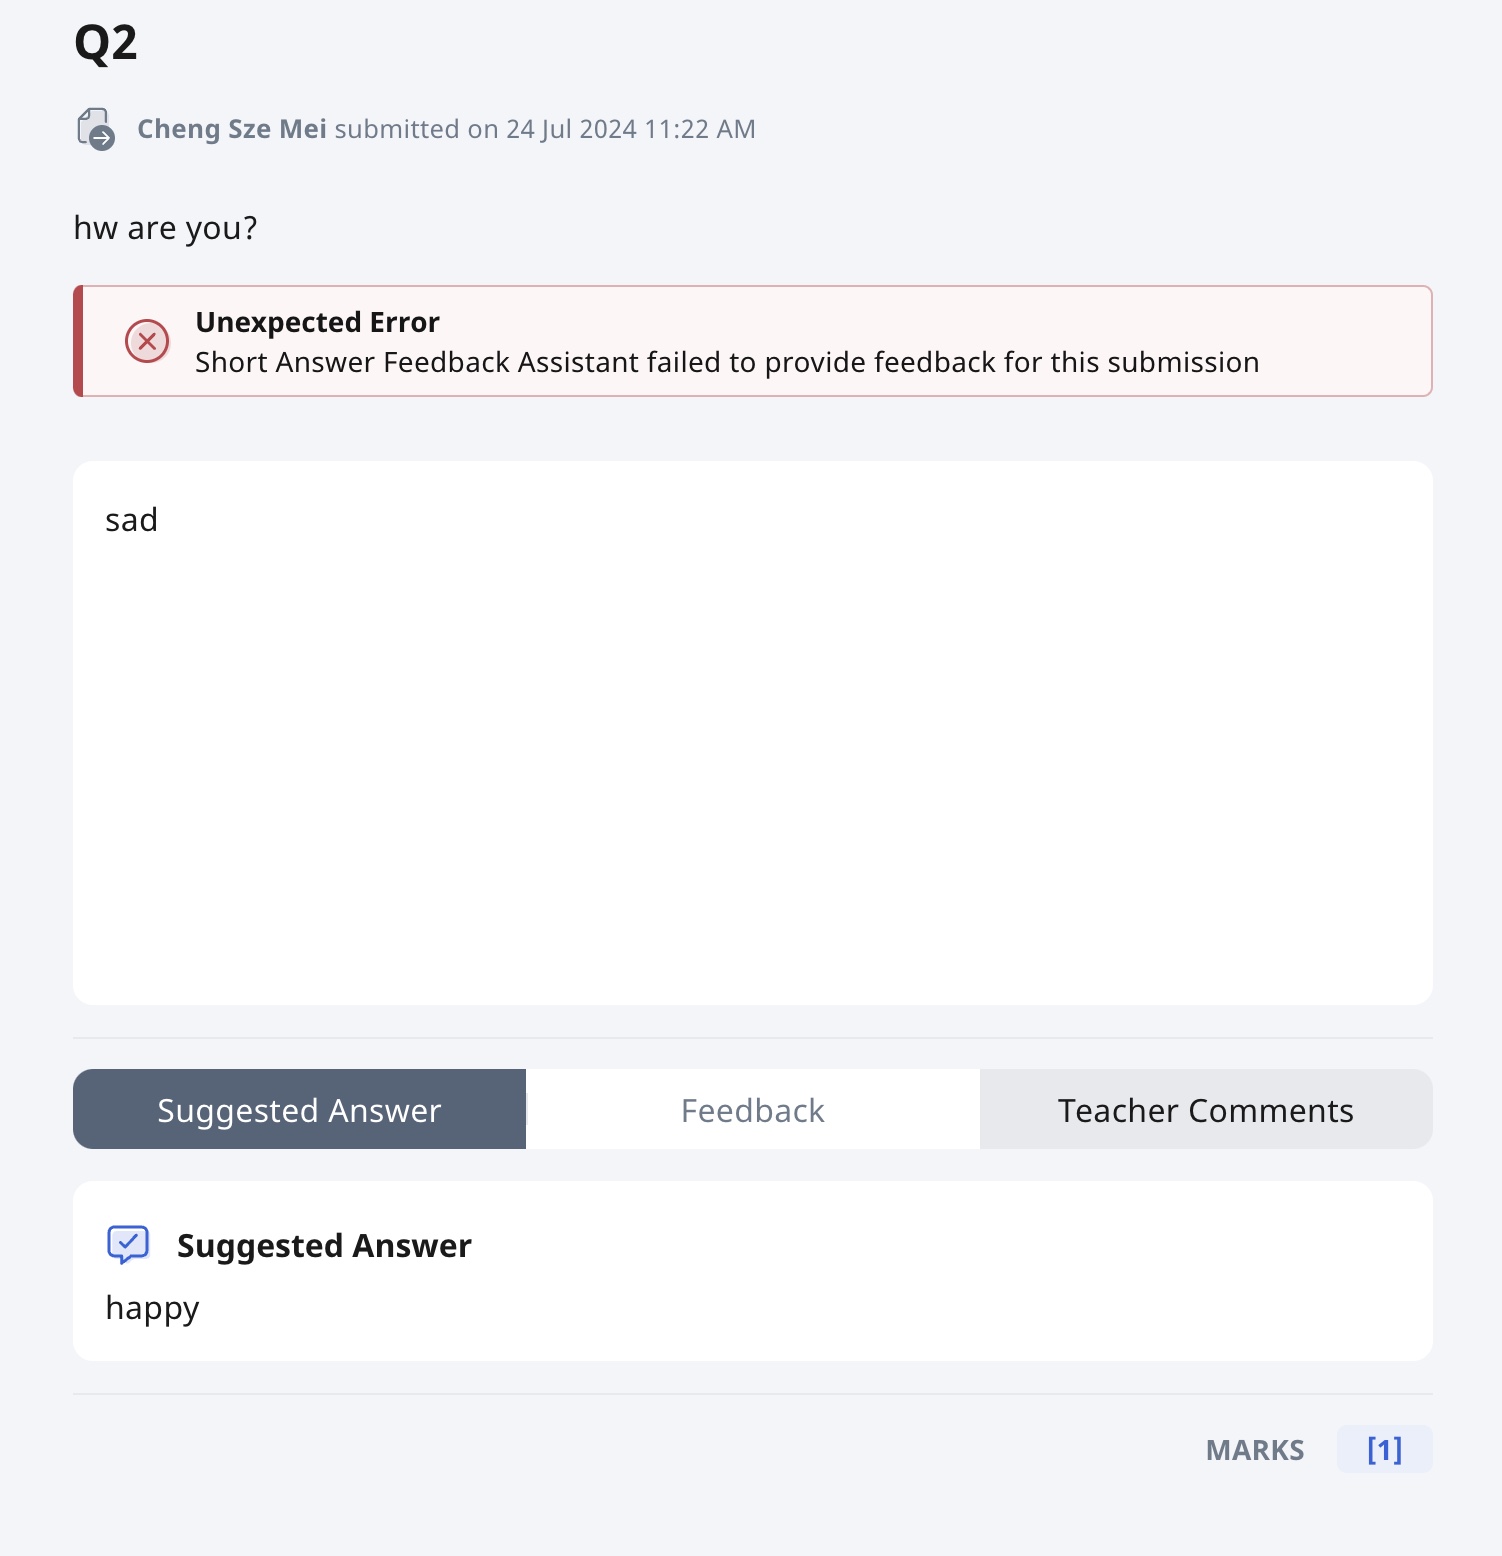 Q2
Cheng Sze Mei submitted on 24 Jul 2024 11:22 AM
hw are you?
Unexpected Error
Short Answer Feedback Assistant failed to provide feedback for this submission
sad
Suggested Answer Feedback Teacher Comments
Suggested Answer
happy
MARKS [1]